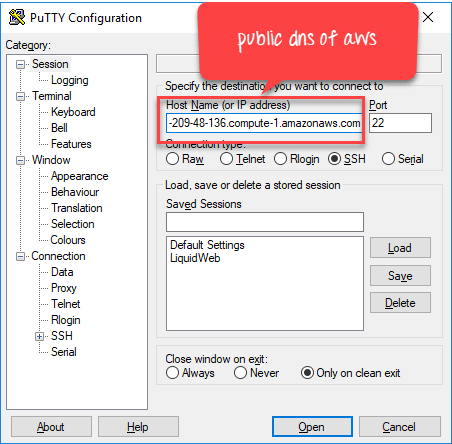 PuTTY Configuration
public dns of aws
Category:
Session
Logging
Terminal
Keyboard
Bell
Features
Window
Appearance
Behaviour
Translation
Selection
Colours
Connection
Data
Proxy
Telnet
Rlogin
SSH
Serial
Specify the destination you want to connect to
Host Name (or IP address) Port
-209-48-136.compute-1.amazonaws.com 22
Connection type:
Raw Telnet Rlogin SSH Serial
Load, save or delete a stored session
Saved Sessions
Default Settings
LiquidWeb
Load
Save
Delete
Close window on exit:
Always Never Only on clean exit
About Help Open Cancel